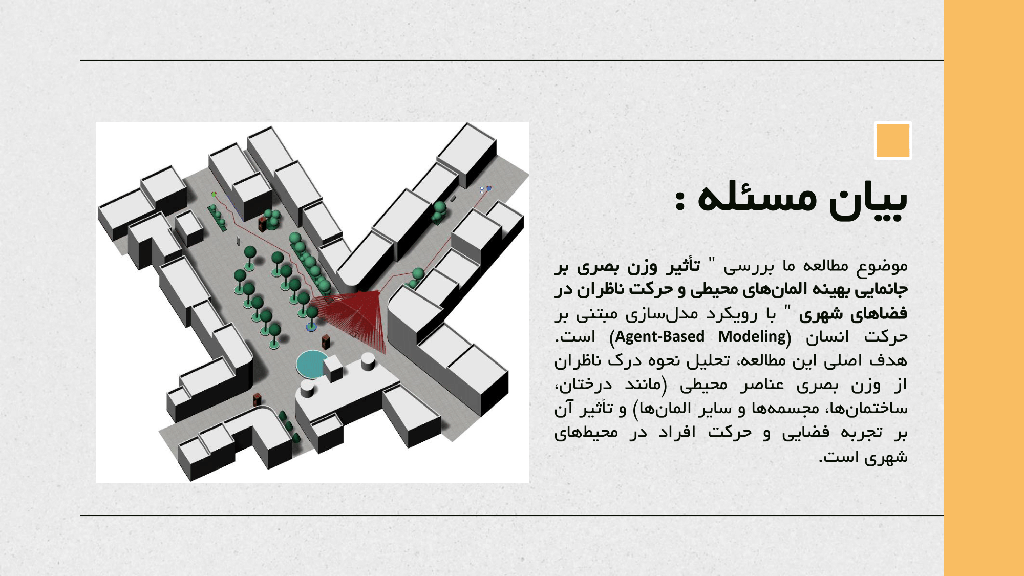 بیان مسئله :
موضوع مطالعه ما بررسی " تأثیر وزن بصری بر
جانمایی بهینه المان‌های محیطی و حرکت ناظران در
فضاهای شهری " با رویکرد مدل‌سازی مبتنی بر
حرکت انسان (Agent-Based Modeling) است.
هدف اصلی این مطالعه، تحلیل نحوه درک ناظران
از وزن بصری عناصر محیطی (مانند درختان،
ساختمان‌ها، مجسمه‌ها و سایر المان‌ها) و تأثیر آن
بر تجربه فضایی و حرکت افراد در محیط‌های
شهری است.